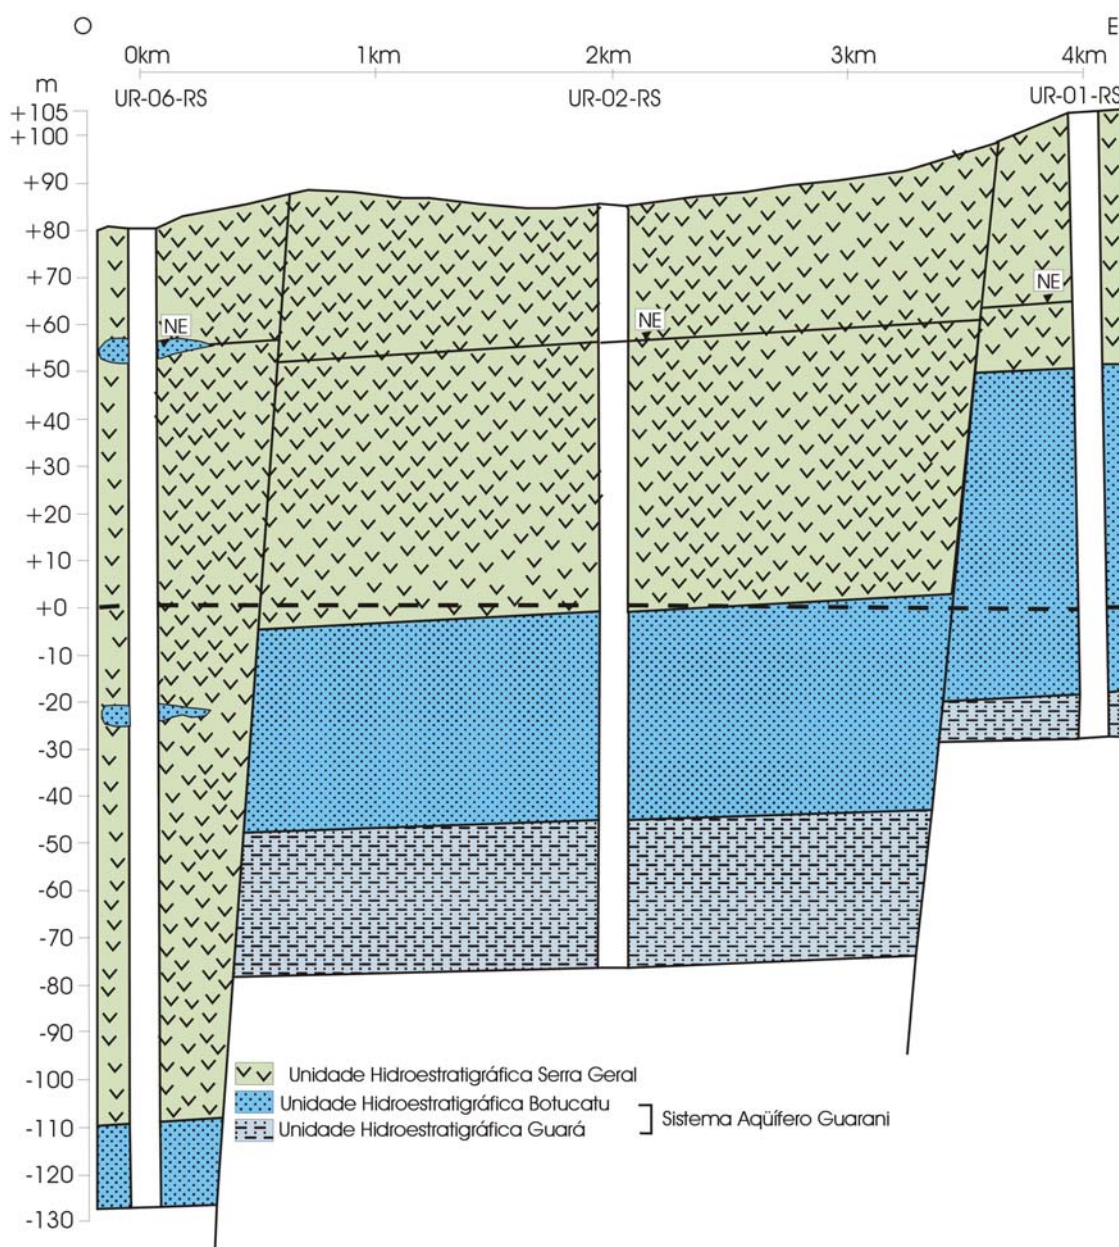 O E
0km 1km 2km 3km 4km
m
UR-06-RS UR-02-RS UR-01-RS
+105
+100
+90
+80
+70
+60
+50
+40
+30
+20
+10
+0
-10
-20
-30
-40
-50
-60
-70
-80
-90
-100
-110
-120
-130
NE
NE
NE
Unidade Hidroestratigráfica Serra Geral
Unidade Hidroestratigráfica Botucatu
Unidade Hidroestratigráfica Guará
Sistema Aqüífero Guarani